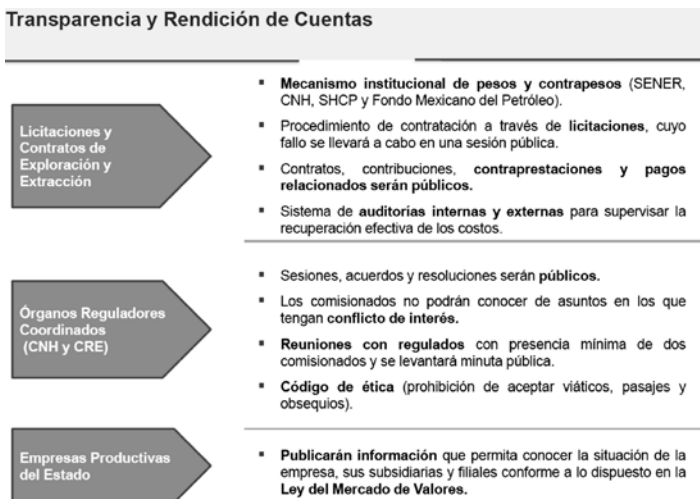 Transparencia y Rendición de Cuentas
Licitaciones y
Contratos de
Exploración y
Extracción
▪ Mecanismo institucional de pesos y contrapesos (SENER,
CNH, SHCP y Fondo Mexicano del Petróleo).
▪ Procedimiento de contratación a través de licitaciones, cuyo
fallo se llevará a cabo en una sesión pública.
▪ Contratos, contribuciones, contraprestaciones y pagos
relacionados serán públicos.
▪ Sistema de auditorias internas y externas para supervisar la
recuperación efectiva de los costos.
Órganos Reguladores
Coordinados
(CNH y CRE)
▪ Sesiones, acuerdos y resoluciones serán públicos.
▪ Los comisionados no podrán conocer de asuntos en los que
tengan conflicto de interés.
▪ Reuniones con regulados con presencia mínima de dos
comisionados y se levantará minuta pública.
▪ Código de ética (prohibición de aceptar viáticos, pasajes y
obsequios).
Empresas Productivas
del Estado
▪ Publicarán información que permita conocer la situación de la
empresa, sus subsidiarias y filiales conforme a lo dispuesto en la
Ley del Mercado de Valores.